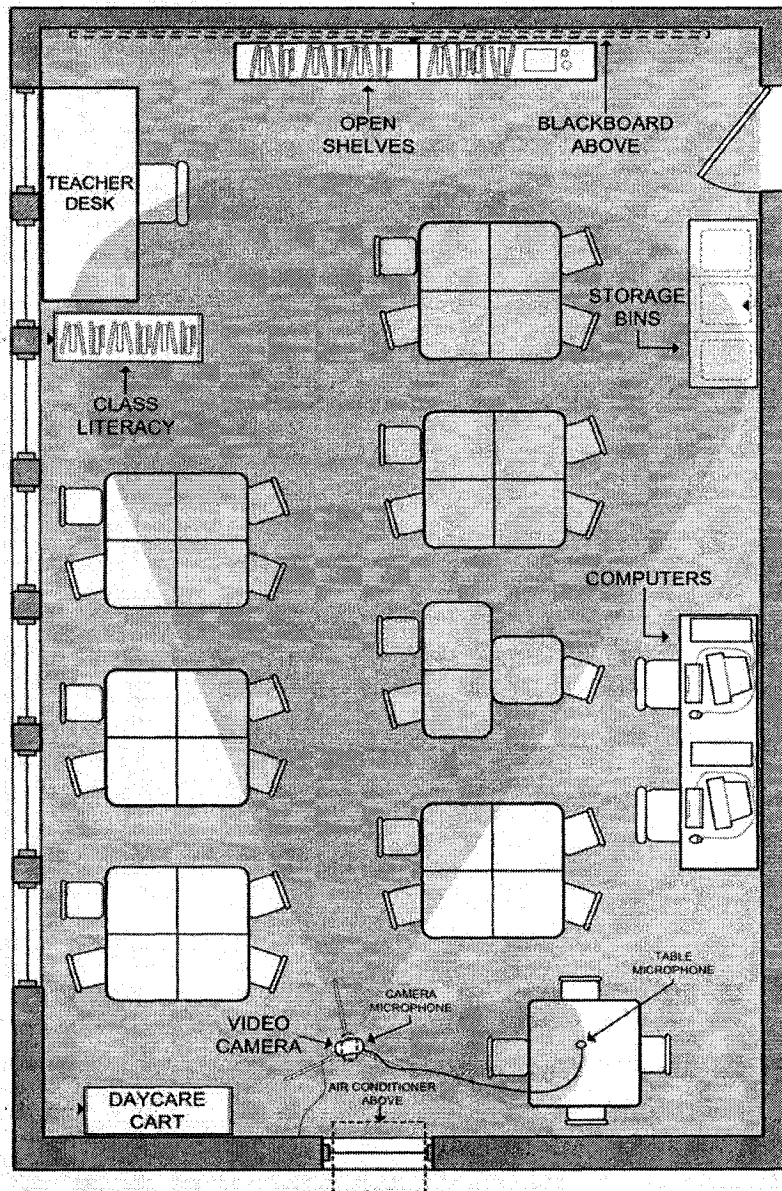 OPEN
SHELVES
BLACKBOARD
ABOVE
TEACHER
DESK
STORAGE
BINS
CLASS
LITERACY
COMPUTERS
TABLE
MICROPHONE
CAMERA
MICROPHONE
VIDEO
CAMERA
AIR CONDITIONER
ABOVE
DAYCARE
CART